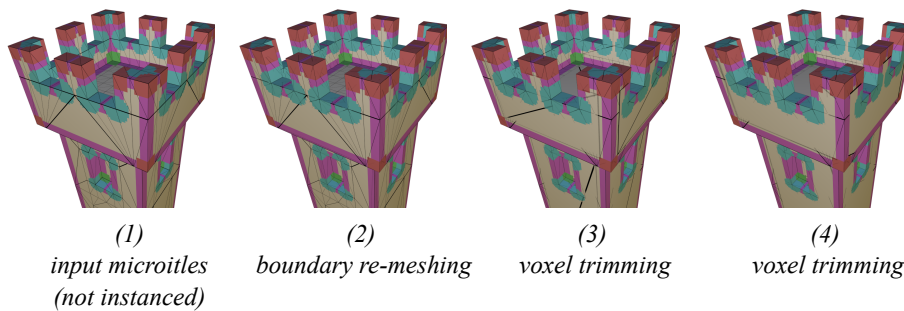 (1)
input microitles
(not instanced)
(2)
boundary re-meshing
(3)
voxel trimming
(4)
voxel trimming